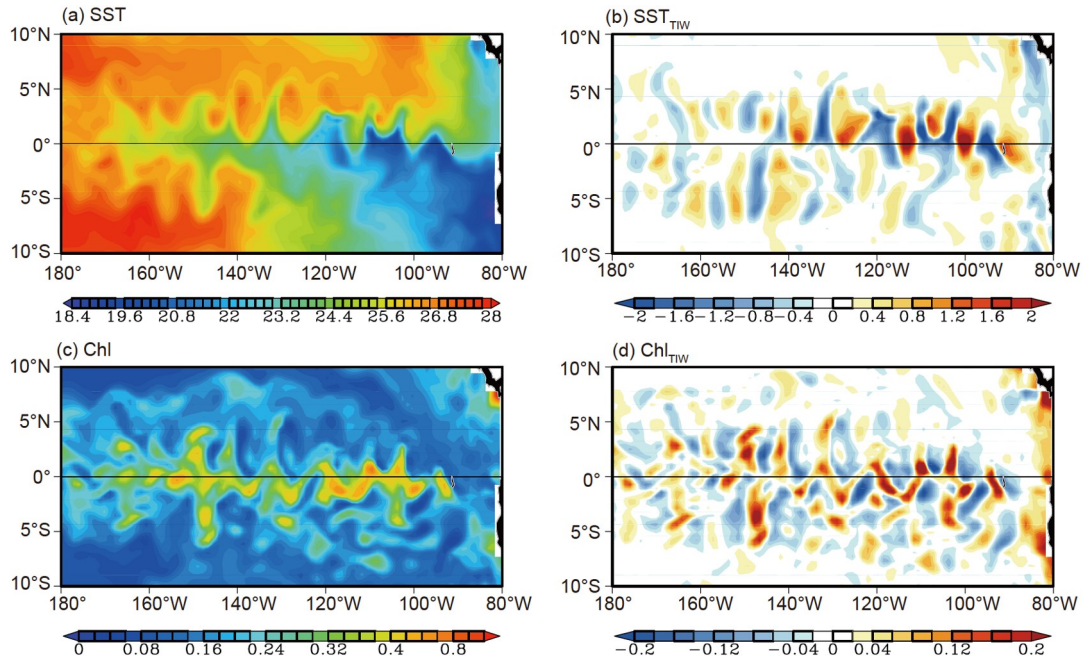 (a) SST
(b) SST_TIW
10°N
5°N
0°
5°S
10°S
180°
160°W
140°W
120°W
100°W
80°W
10°N
5°N
0°
5°S
10°S
180°
160°W
140°W
120°W
100°W
80°W
18.4 19.6 20.8 22 23.2 24.4 25.6 26.8 28
-2 -1.6 -1.2 -0.8 -0.4 0 0.4 0.8 1.2 1.6 2
(c) Chl
(d) Chl_TIW
10°N
5°N
0°
5°S
10°S
180°
160°W
140°W
120°W
100°W
80°W
10°N
5°N
0°
5°S
10°S
180°
160°W
140°W
120°W
100°W
80°W
0 0.08 0.16 0.24 0.32 0.4 0.8
-0.2 -0.12 -0.04 0 0.04 0.12 0.2